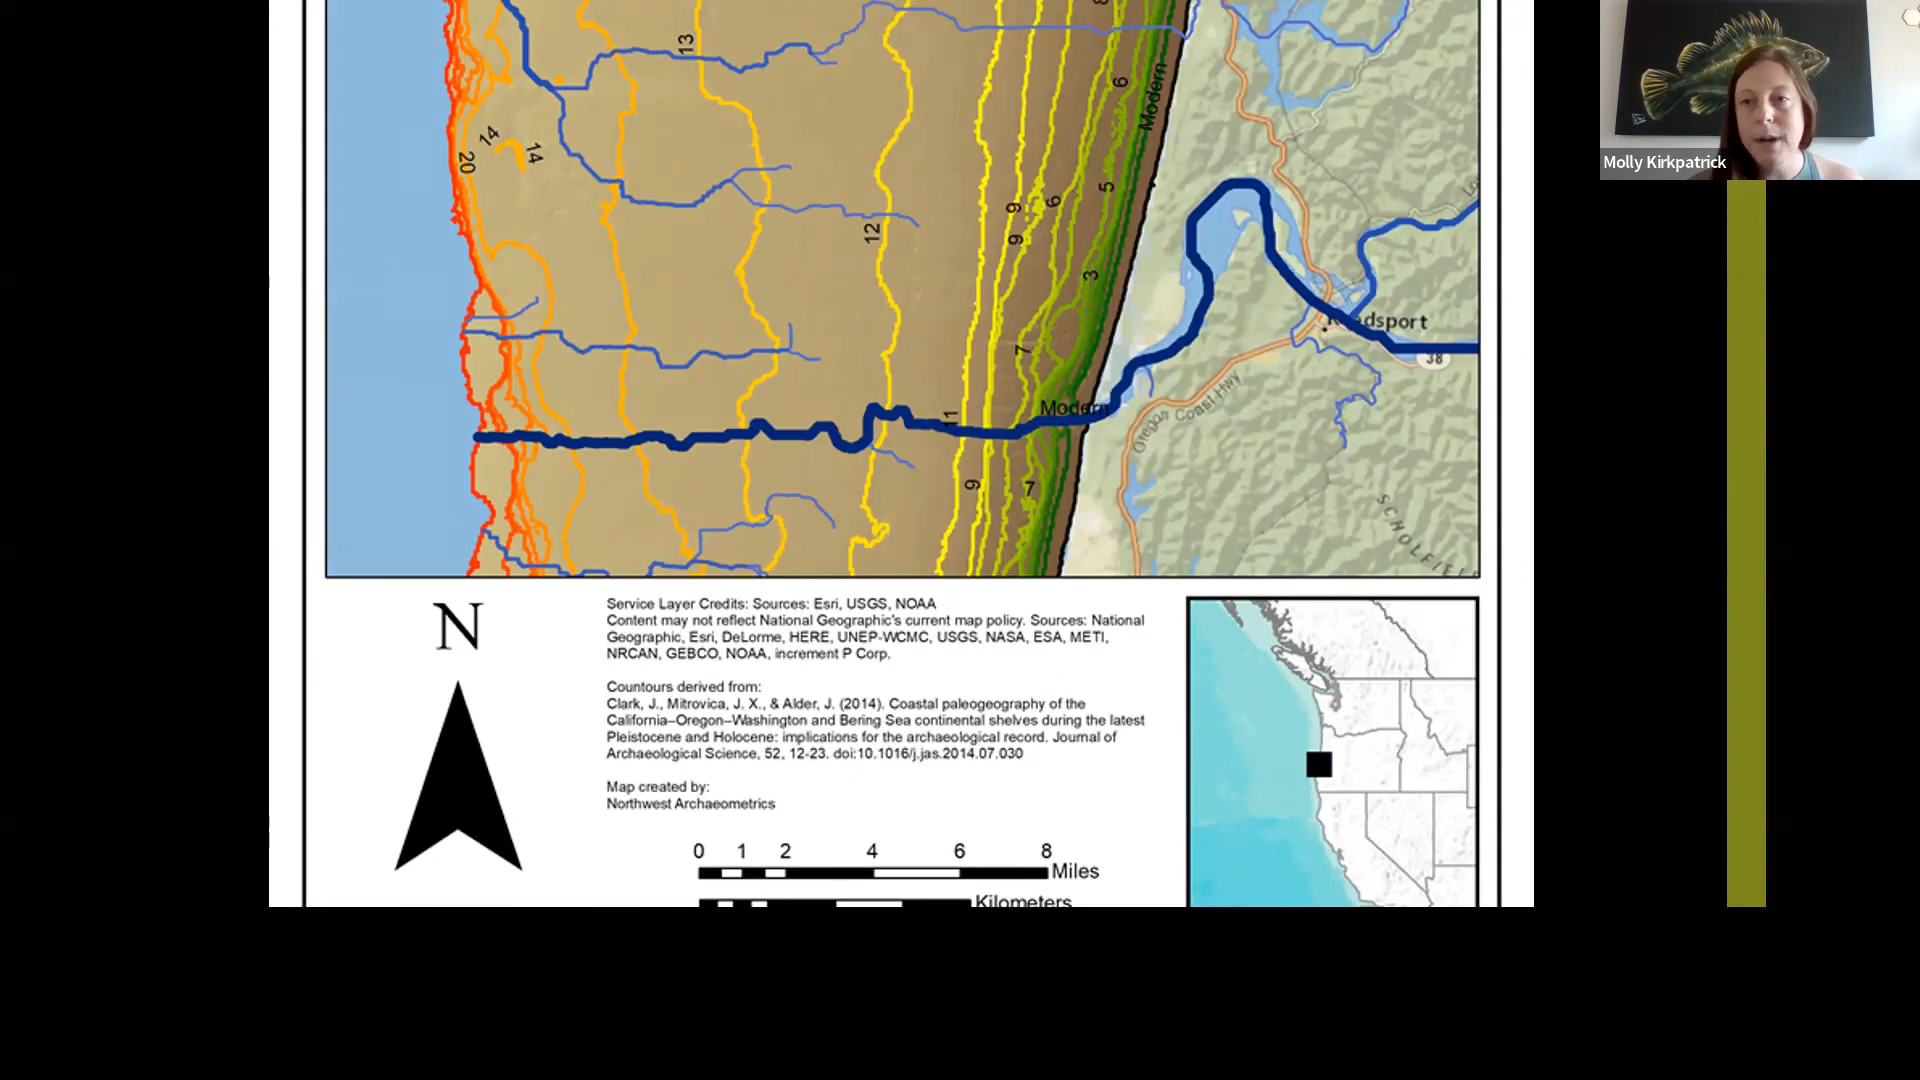 13
6
Modern
14
14
20
5
9
6
12
9
3
7
Modern
11
9
7
dsport
38
Oregon Coast Hwy
SCHOLFIEL
Molly Kirkpatrick
N
Service Layer Credits: Sources: Esri, USGS, NOAA
Content may not reflect National Geographic's current map policy. Sources: National
Geographic, Esri, DeLorme, HERE, UNEP-WCMC, USGS, NASA, ESA, METI,
NRCAN, GEBCO, NOAA, increment P Corp.
Countours derived from:
Clark, J., Mitrovica, J. X., & Alder, J. (2014). Coastal paleogeography of the
California–Oregon–Washington and Bering Sea continental shelves during the latest
Pleistocene and Holocene: implications for the archaeological record. Journal of
Archaeological Science, 52, 12-23. doi:10.1016/j.jas.2014.07.030
Map created by:
Northwest Archaeometrics
0 1 2 4 6 8
Miles
Kilometers